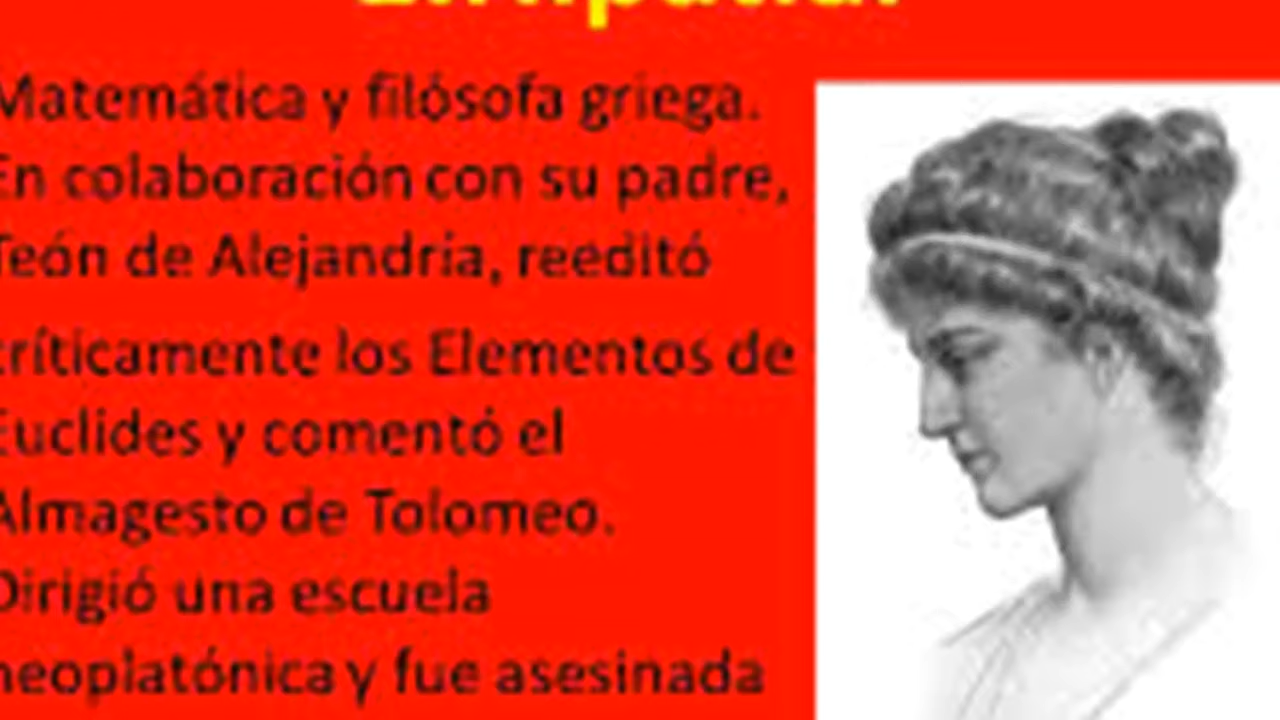 Matemática y filósofa griega.
En colaboración con su padre,
Teón de Alejandría, reeditó
críticamente los Elementos de
Euclides y comentó el
Almagesto de Tolomeo.
Dirigió una escuela
neoplatónica y fue asesinada